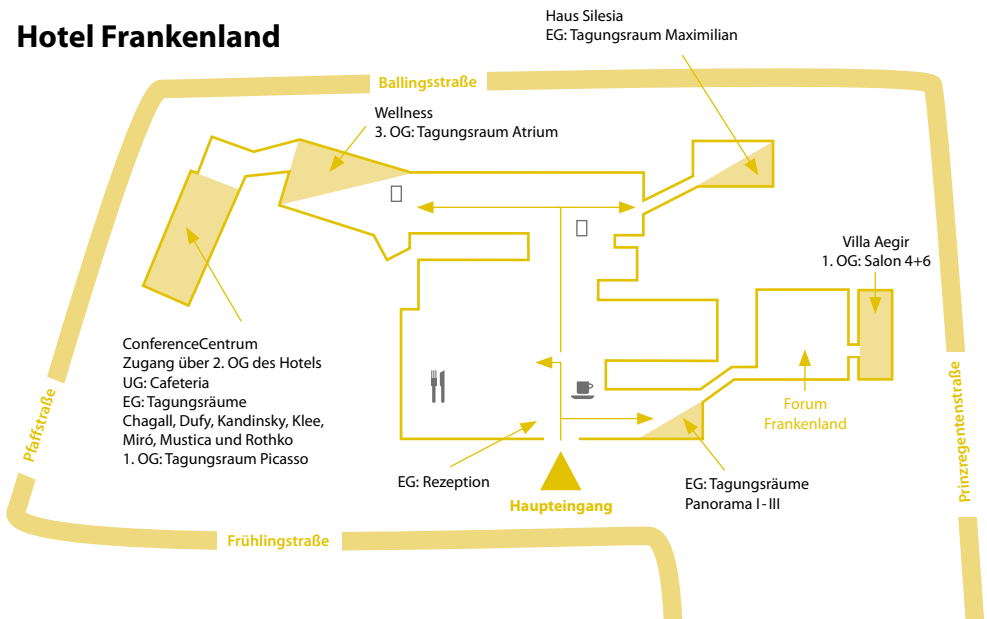 Hotel Frankenland
Haus Silesia
EG: Tagungsraum Maximilian
Ballingsstraße
Wellness
3. OG: Tagungsraum Atrium
Villa Aegir
1. OG: Salon 4+6
ConferenceCentrum
Zugang über 2. OG des Hotels
UG: Cafeteria
EG: Tagungsräume
Chagall, Dufy, Kandinsky, Klee,
Miró, Mustica und Rothko
1. OG: Tagungsraum Picasso
Pfaffstraße
Forum
Frankenland
Prinzregentenstraße
EG: Rezeption
Haupteingang
EG: Tagungsräume
Panorama I - III
Frühlingstraße